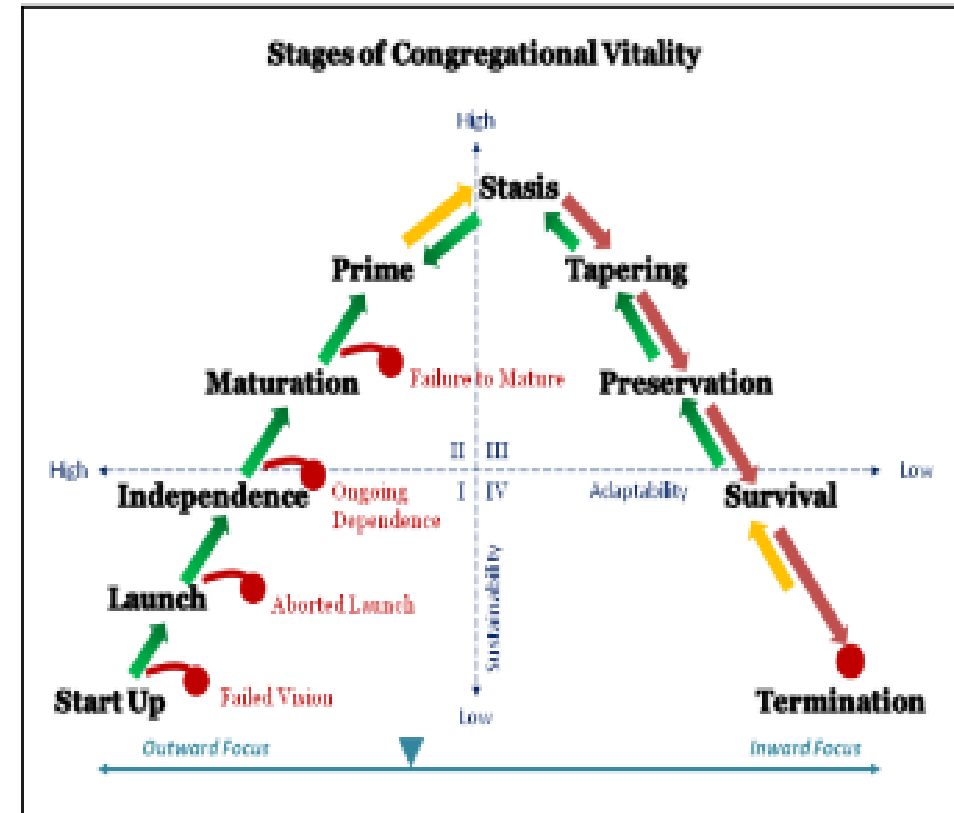 Stages of Congregational Vitality
High
Stasis
Prime
Tapering
Maturation
Failure to Mature
Preservation
II III
High
Low
I IV
Adaptability
Independence
Ongoing
Dependence
Survival
Launch
Aborted Launch
Sustainability
Start Up
Failed Vision
Low
Termination
Outward Focus
Inward Focus